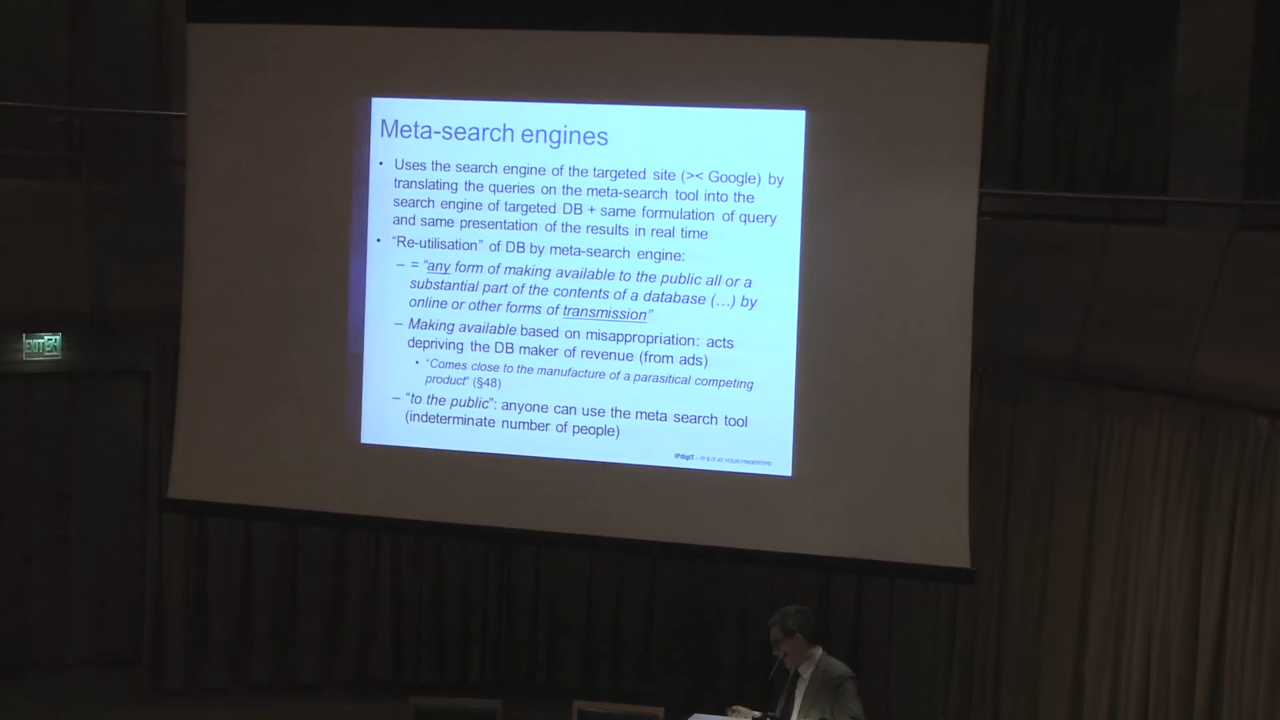 Meta-search engines
• Uses the search engine of the targeted site (>< Google) by
translating the queries on the meta-search tool into the
search engine of targeted DB + same formulation of query
and same presentation of the results in real time
• “Re-utilisation” of DB by meta-search engine:
– = “any form of making available to the public all or a
substantial part of the contents of a database (…) by
online or other forms of transmission”
– Making available based on misappropriation: acts
depriving the DB maker of revenue (from ads)
• “Comes close to the manufacture of a parasitical competing
product” (§48)
– “to the public”: anyone can use the meta search tool
(indeterminate number of people)
IPdigIT – IP & IT AT YOUR FINGERTIPS
EXIT